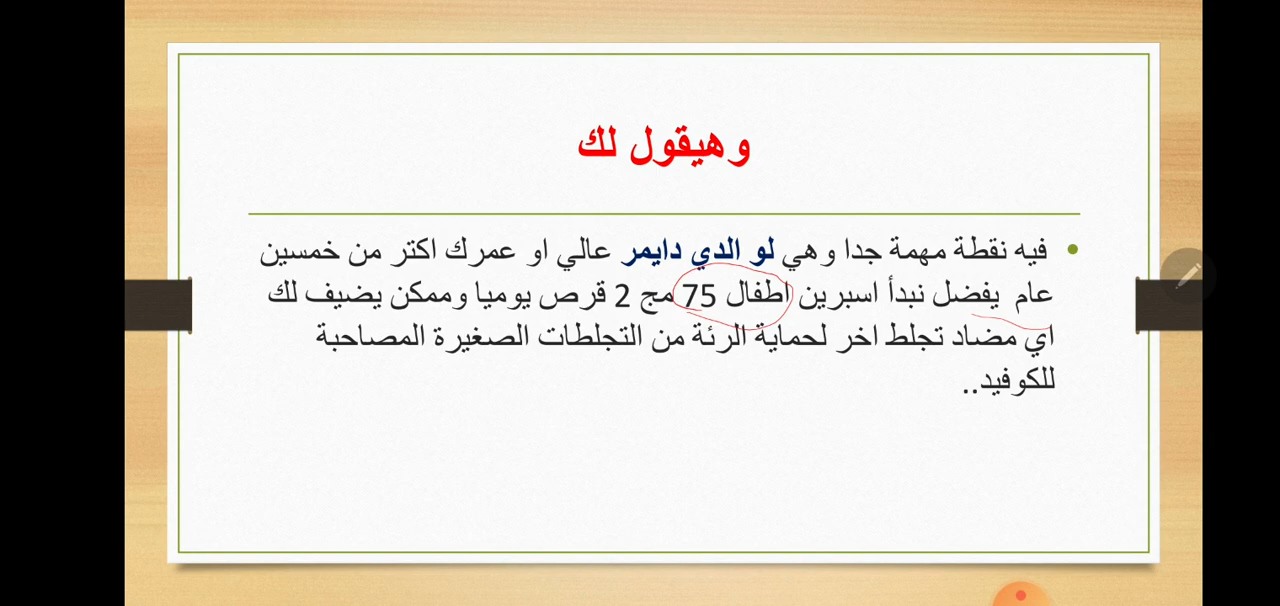 وهيقول لك
• فيه نقطة مهمة جدا وهي لو الدي دايمر عالي او عمرك اكتر من خمسين
عام يفضل نبدأ اسبرين اطفال 75 مج 2 قرص يوميا وممكن يضيف لك
اي مضاد تجلط اخر لحماية الرئة من التجلطات الصغيرة المصاحبة
للكوفيد..